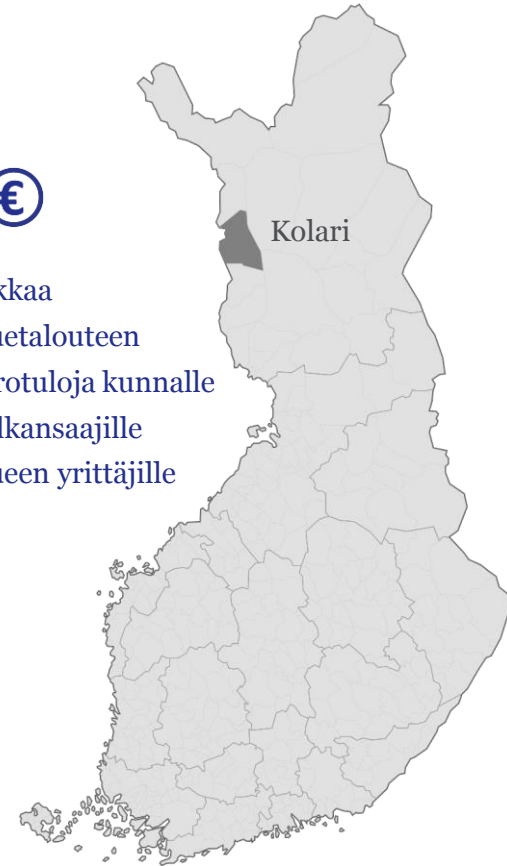 €
Kolari
kkaa
uetalouteen
rotuloja kunnalle
lkansaajille
ueen yrittäjille